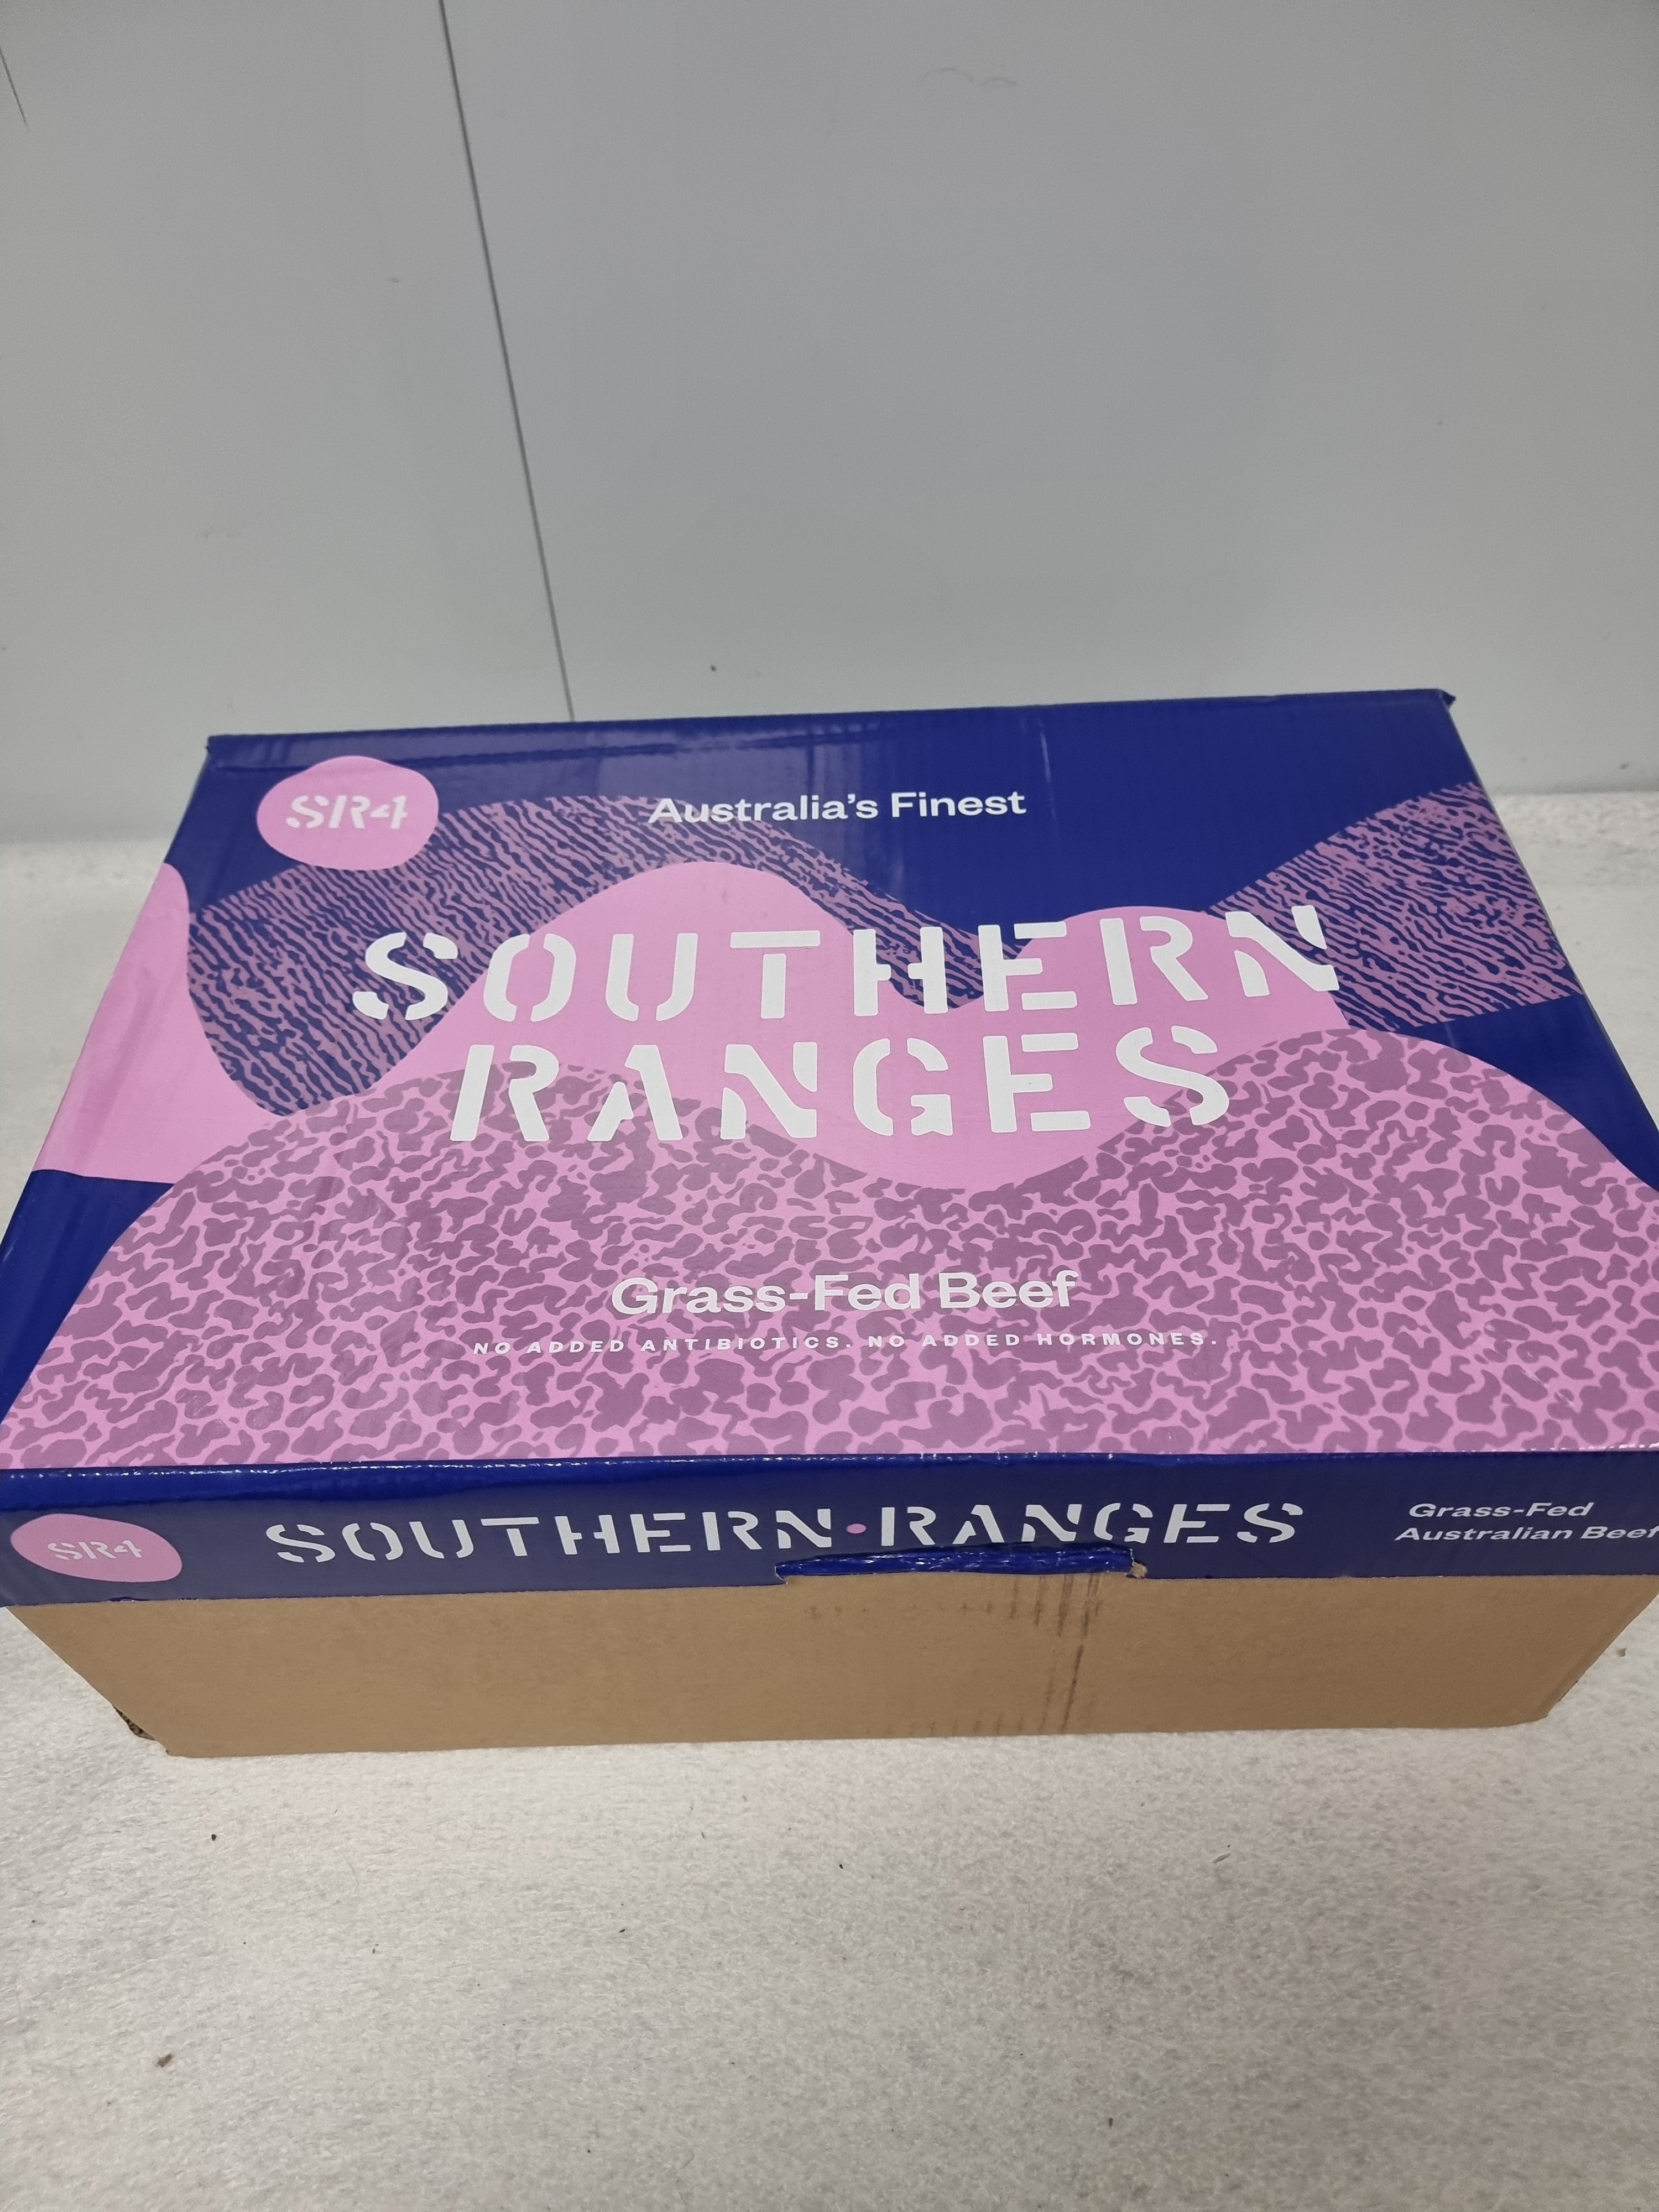 SR4
Australia's Finest
SOUTHERN
RANGES
Grass-Fed Beef
NO ADDED ANTIBIOTICS. NO ADDED HORMONES.
SR4
SOUTHERN•RANGES
Grass-Fed
Australian Beef